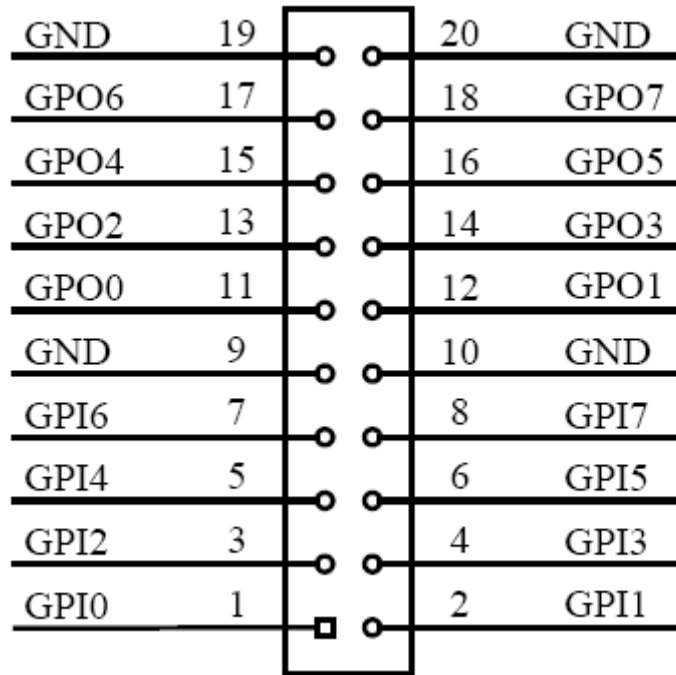 GND 19 20 GND
GPO6 17 18 GPO7
GPO4 15 16 GPO5
GPO2 13 14 GPO3
GPO0 11 12 GPO1
GND 9 10 GND
GPI6 7 8 GPI7
GPI4 5 6 GPI5
GPI2 3 4 GPI3
GPI0 1 2 GPI1